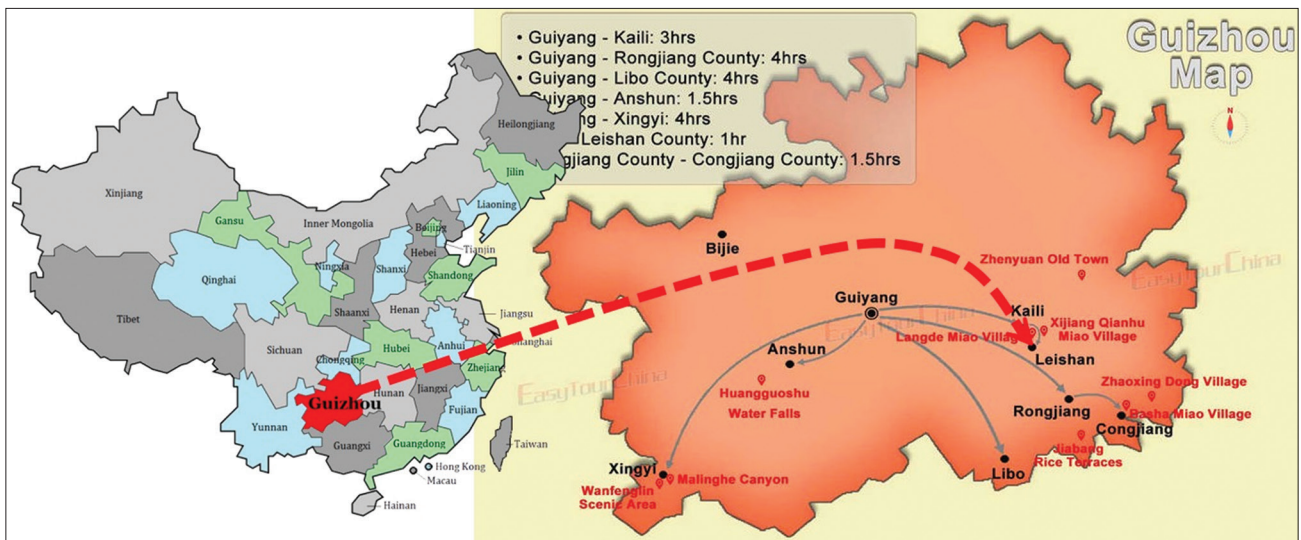 • Guiyang - Kaili: 3hrs
• Guiyang - Rongjiang County: 4hrs
• Guiyang - Libo County: 4hrs
Guiyang - Anshun: 1.5hrs
- Xingyi: 4hrs
Leishan County: 1hr
County - Congjiang County: 1.5hrs
Guizhou
Map
N
Heilongjiang
Jilin
Xinjiang
Liaoning
Gansu
Inner Mongolia
Beijing
Tianjin
Hebei
Ningxia
Shanxi
Qinghai
Shandong
Shaanxi
Henan
Jiangsu
Tibet
Shanghai
Anhui
Sichuan
Hubei
Chongqing
Zhejiang
Hunan
Jiangxi
Guizhou
Fujian
Yunnan
Guangxi
Guangdong
Taiwan
Hong Kong
Macau
Hainan
Bijie
Zhenyuan Old Town
EasyTourChina
Guiyang
Kaili
EasyTourChina
Langde Miao Village
Xijiang Qianhu
Miao Village
Anshun
Leishan
EasyTourChina
Huangguoshu
Water Falls
Zhaoxing Dong Village
Rongjiang
Basha Miao Village
Congjiang
Jiabang
Rice Terraces
Libo
Xingyi
Malinghe Canyon
Wanfenglin
Scenic Area